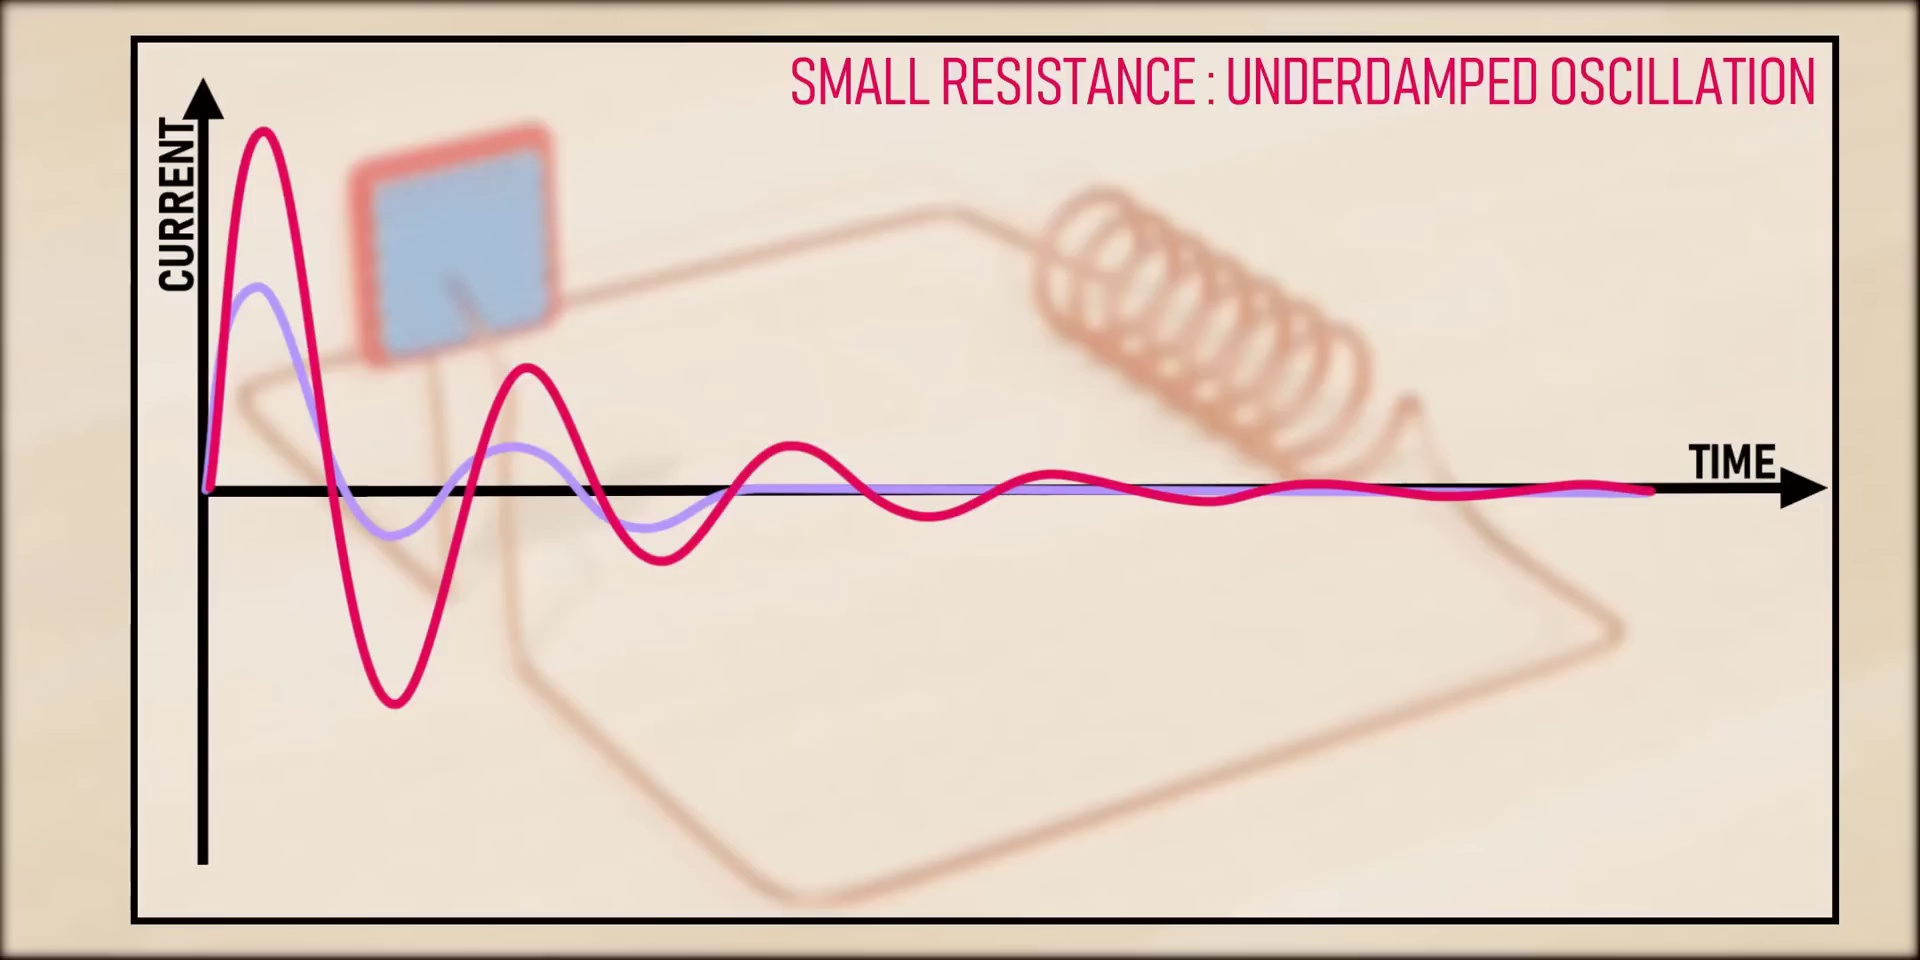 SMALL RESISTANCE : UNDERDAMPED OSCILLATION
CURRENT
TIME